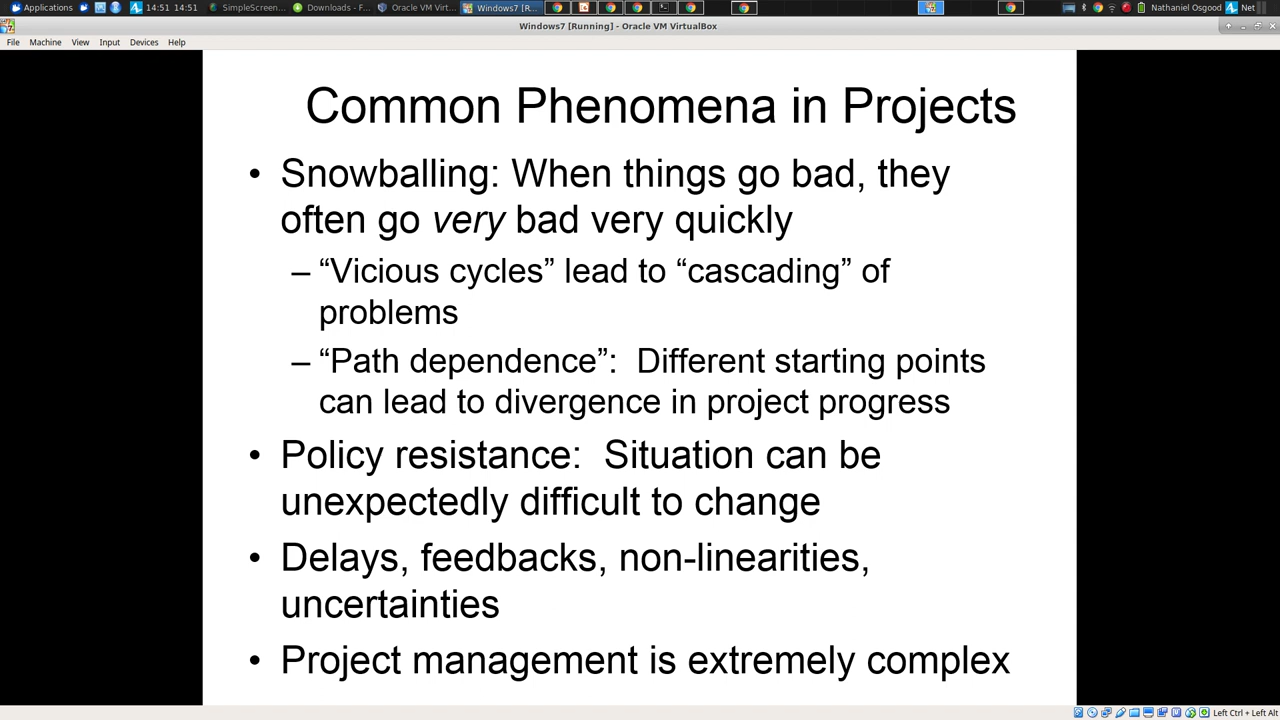 Applications
14:51 14:51
SimpleScreen...
Downloads - F...
Oracle VM Virt...
Windows7 [R...
Nathaniel Osgood
Net
Windows7 [Running] - Oracle VM VirtualBox
File Machine View Input Devices Help
Common Phenomena in Projects
• Snowballing: When things go bad, they
often go very bad very quickly
– “Vicious cycles” lead to “cascading” of
problems
– “Path dependence”:  Different starting points
can lead to divergence in project progress
• Policy resistance:  Situation can be
unexpectedly difficult to change
• Delays, feedbacks, non-linearities,
uncertainties
• Project management is extremely complex
Left Ctrl + Left Alt